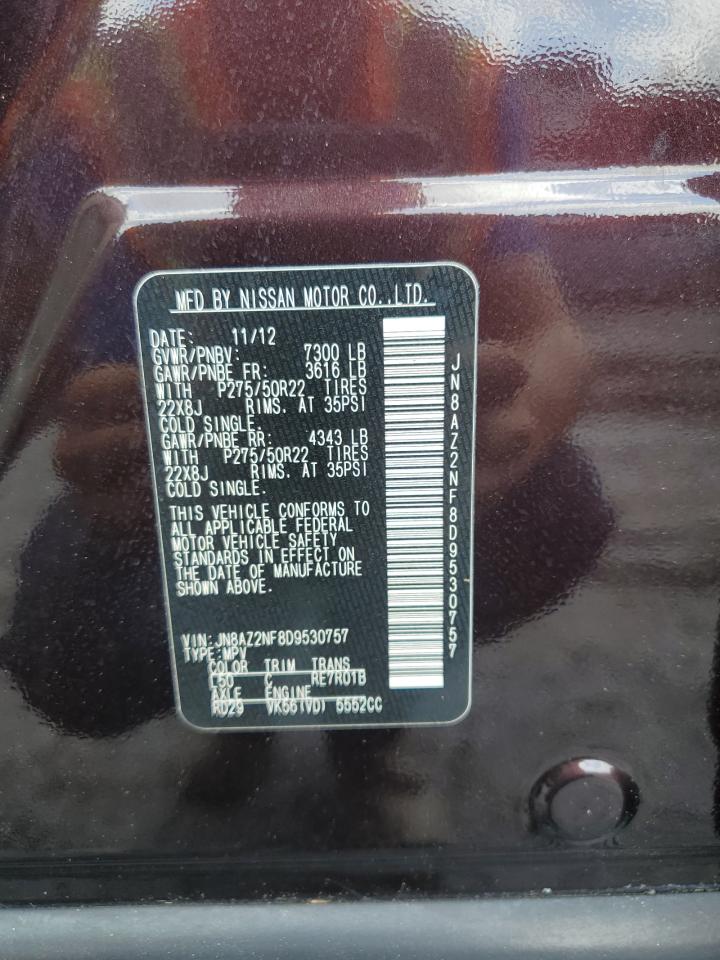 MFD BY NISSAN MOTOR CO.,LTD.
DATE: 11/12
GVWR/PNBV: 7300 LB
GAWR/PNBE FR: 3616 LB
WITH P275/50R22 TIRES
22X8J RIMS. AT 35PSI
COLD SINGLE.
GAWR/PNBE RR: 4343 LB
WITH P275/50R22 TIRES
22X8J RIMS. AT 35PSI
COLD SINGLE.
THIS VEHICLE CONFORMS TO
ALL APPLICABLE FEDERAL
MOTOR VEHICLE SAFETY
STANDARDS IN EFFECT ON
THE DATE OF MANUFACTURE
SHOWN ABOVE.
VIN:JN8AZ2NF8D9530757
TYPE:MPV
COLOR TRIM TRANS
L50 C RE7R01B
AXLE ENGINE
RD29 VK56(VD) 5552CC
JN8AZ2NF8D9530757